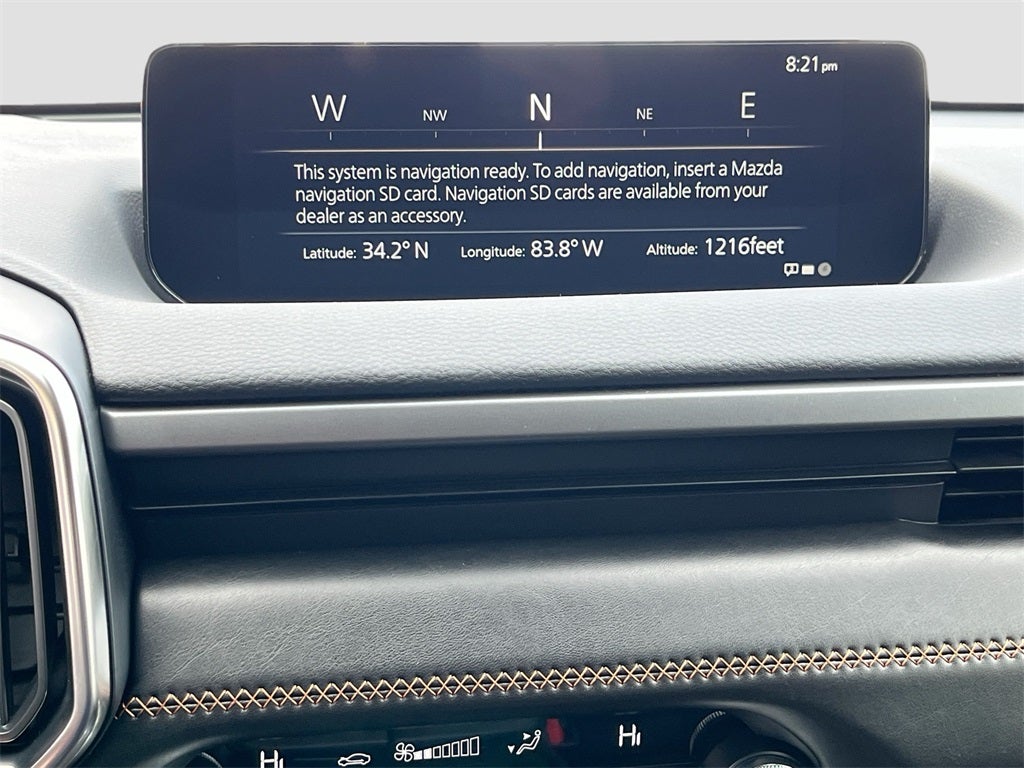 8:21pm
W NW N NE E
This system is navigation ready. To add navigation, insert a Mazda
navigation SD card. Navigation SD cards are available from your
dealer as an accessory.
Latitude: 34.2° N Longitude: 83.8° W Altitude: 1216feet
HI HI